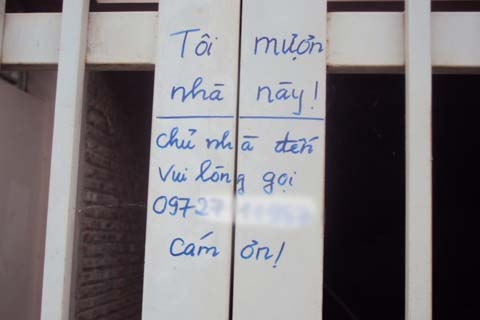 Tôi mượn
nhà này!
chủ nhà đến
vui lòng gọi
0972
Cám ơn!